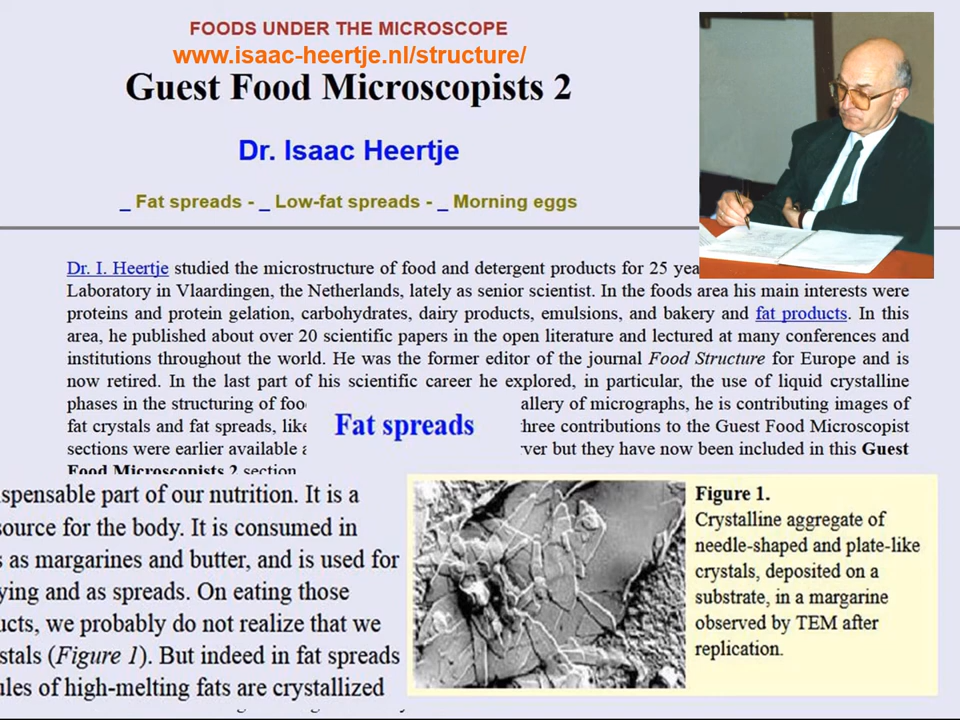 FOODS UNDER THE MICROSCOPE
www.isaac-heertje.nl/structure/
Guest Food Microscopists 2
Dr. Isaac Heertje
_ Fat spreads - _ Low-fat spreads - _ Morning eggs
Dr. I. Heertje studied the microstructure of food and detergent products for 25
Laboratory in Vlaardingen, the Netherlands, lately as senior scientist. In the foods area his main interests were
proteins and protein gelation, carbohydrates, dairy products, emulsions, and bakery and fat products. In this
area, he published about over 20 scientific papers in the open literature and lectured at many conferences and
institutions throughout the world. He was the former editor of the journal Food Structure for Europe and is
now retired. In the last part of his scientific career he explored, in particular, the use of liquid crystalline
phases in the structuring of of micrographs, he is contributing images of
fat crystals and fat spreads, contributions to the Guest Food Microscopist
sections were earlier available but they have now been included in this Guest
Food Microscopists 2 section
Fat spreads
part of our nutrition. It is a
source for the body. It is consumed in
as margarines and butter, and is used for
and as spreads. On eating those
we probably do not realize that we
(Figure 1). But indeed in fat spreads
of high-melting fats are crystallized
Figure 1.
Crystalline aggregate of
needle-shaped and plate-like
crystals, deposited on a
substrate, in a margarine
observed by TEM after
replication.